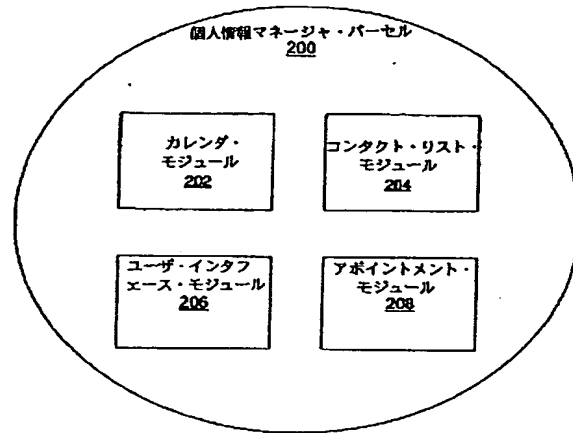 個人情報マネージャ・パーセル
200
カレンダ・
モジュール
202
コンタクト・リスト・
モジュール
204
ユーザ・インタフ
ェース・モジュール
206
アポイントメント・
モジュール
208